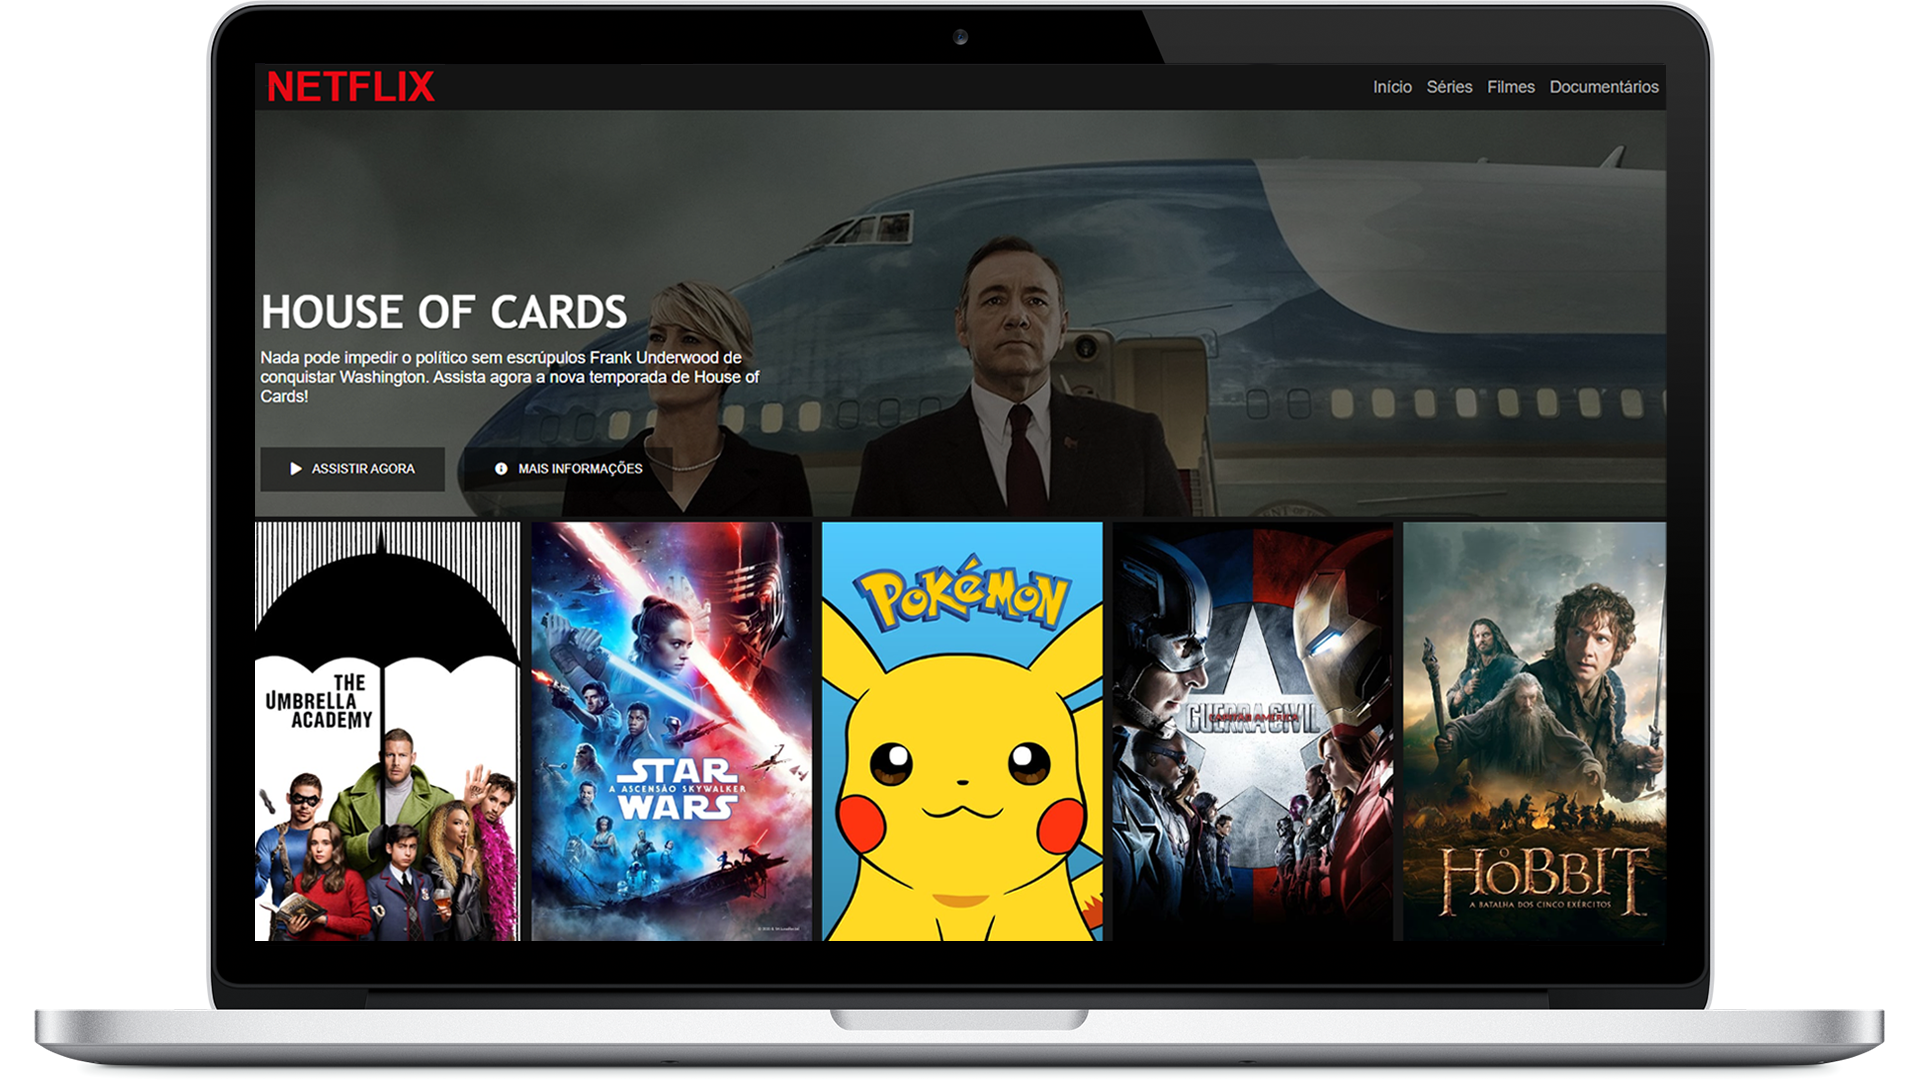 NETFLIX
Início Séries Filmes Documentários
HOUSE OF CARDS
Nada pode impedir o político sem escrúpulos Frank Underwood de
conquistar Washington. Assista agora a nova temporada de House of
Cards!
ASSISTIR AGORA
MAIS INFORMAÇÕES
THE
UMBRELLA
ACADEMY
STAR
A ASCENSÃO SKYWALKER
WARS
POKéMON
CAPITÃO AMÉRICA
GUERRA CIVIL
O
HOBBIT
A BATALHA DOS CINCO EXÉRCITOS